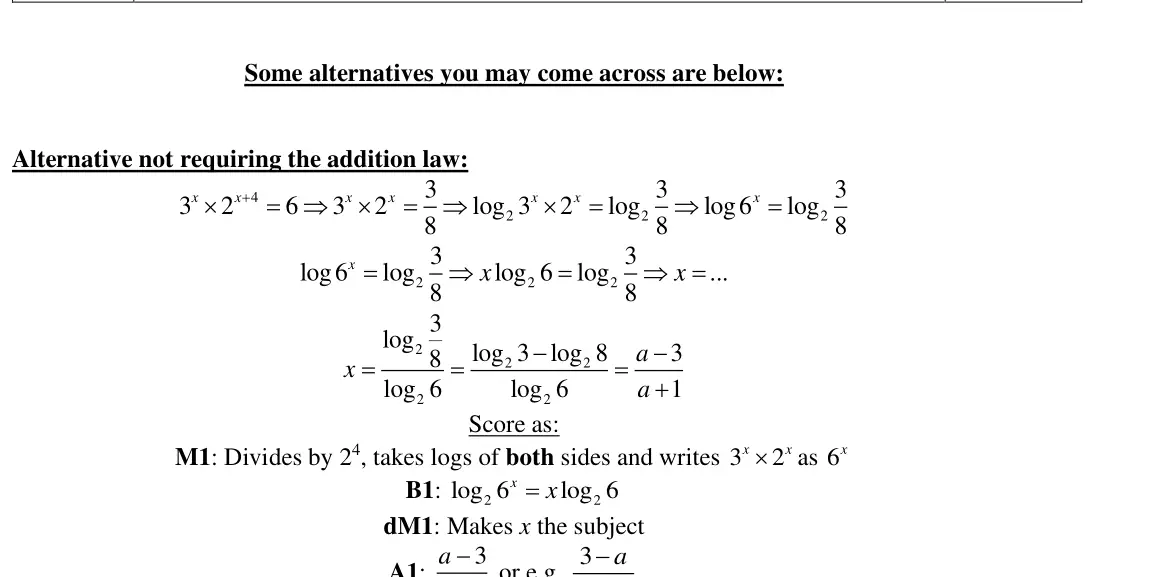 Some alternatives you may come across are below:
Alternative not requiring the addition law:
3^x × 2^{x+4} = 6 ⇒ 3^x × 2^x = 3/8 ⇒ log₂ 3^x × 2^x = log₂ 3/8 ⇒ log 6^x = log₂ 3/8
log 6^x = log₂ 3/8 ⇒ x log₂ 6 = log₂ 3/8 ⇒ x = ...
x = (log₂ 3/8)/(log₂ 6) = (log₂ 3 − log₂ 8)/(log₂ 6) = (a − 3)/(a + 1)
Score as:
M1: Divides by 2⁴, takes logs of both sides and writes 3^x × 2^x as 6^x
B1: log₂ 6^x = x log₂ 6
dM1: Makes x the subject
A1: a − 3 or e.g. 3 − a